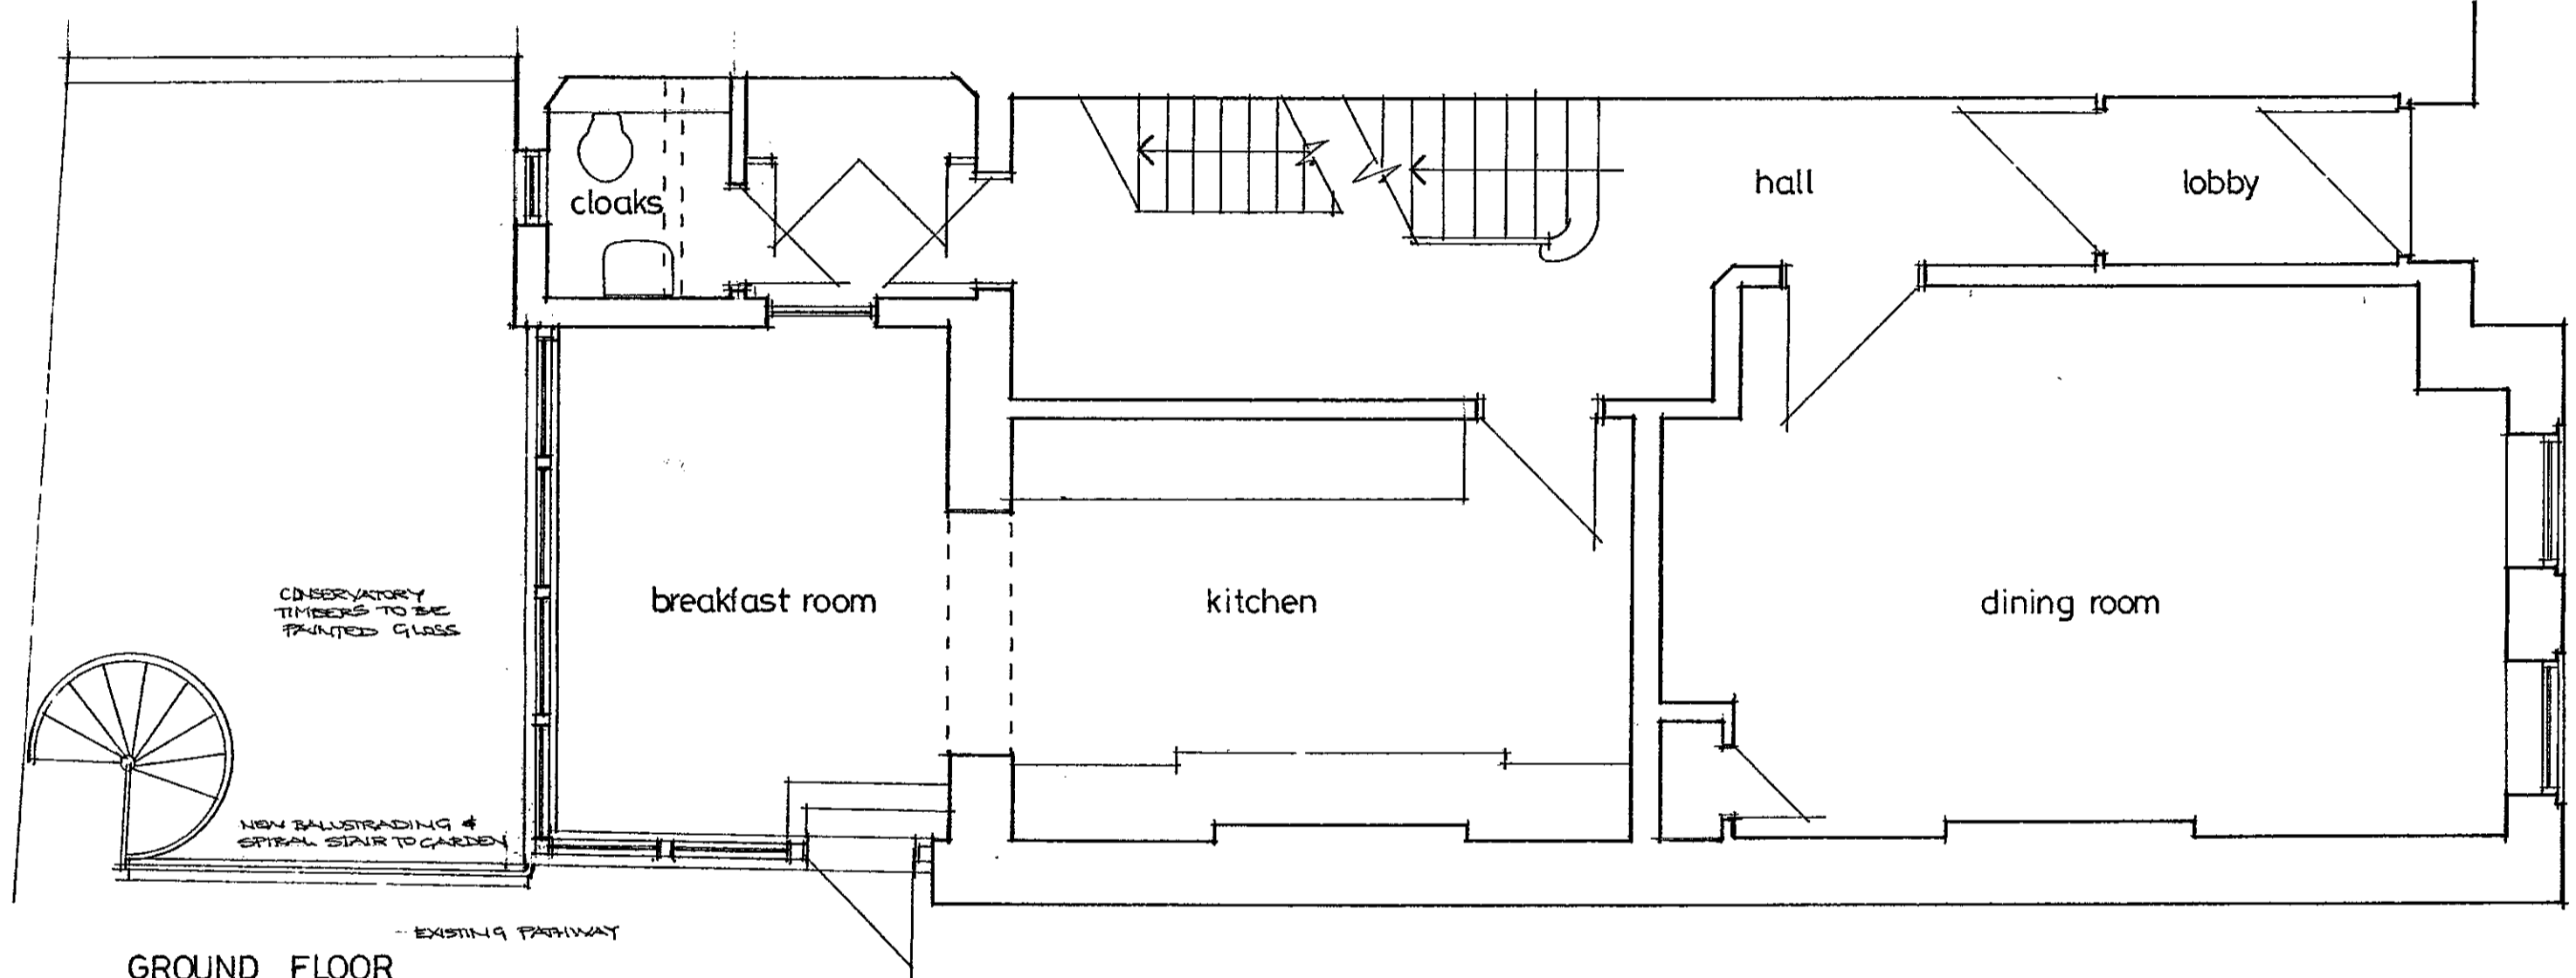 cloaks
hall
lobby
CONSERVATORY
TIMBERS TO BE
PAINTED GLOSS
breakfast room
kitchen
dining room
NEW BALUSTRADING &
SPIRAL STAIR TO GARDEN
EXISTING PATHWAY
GROUND FLOOR